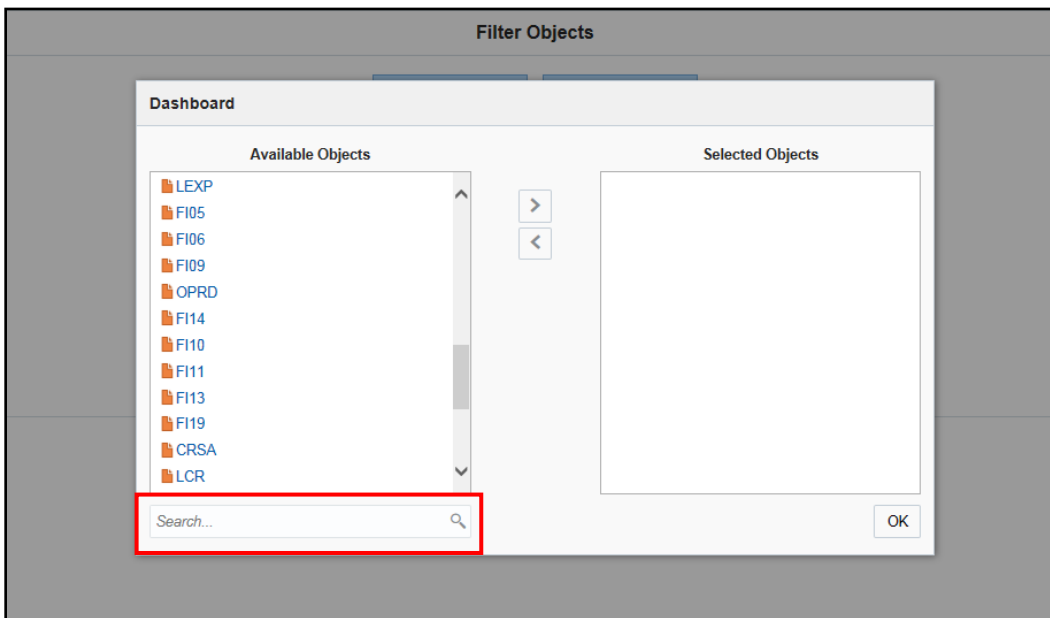 Filter Objects
Dashboard
Available Objects
Selected Objects
LEXP
FI05
FI06
FI09
OPRD
FI14
FI10
FI11
FI13
FI19
CRSA
LCR
Search...
OK